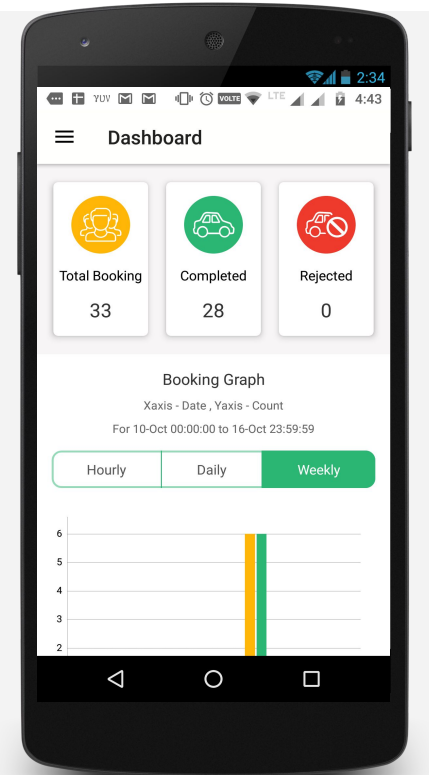 2:34
YUV VOLTE LTE 4:43
Dashboard
Total Booking Completed Rejected
33 28 0
Booking Graph
Xaxis - Date , Yaxis - Count
For 10-Oct 00:00:00 to 16-Oct 23:59:59
Hourly Daily Weekly
6
5
4
3
2